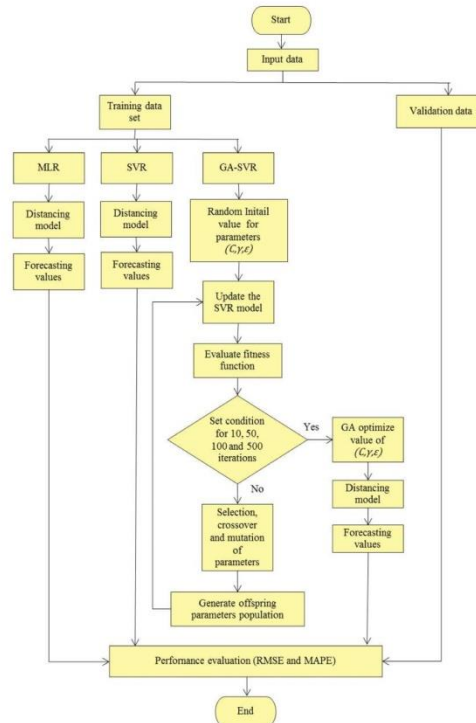 Start
Input data
Training data
set
Validation data
MLR
SVR
GA-SVR
Distancing
model
Distancing
model
Random Initail
value for
parameters
(C,γ,ε)
Forecasting
values
Forecasting
values
Update the
SVR model
Evaluate fitness
function
Set condition
for 10, 50,
100 and 500
iterations
Yes
GA optimize
value of
(C,γ,ε)
No
Distancing
model
Selection,
crossover
and mutation
of
parameters
Forecasting
values
Generate offspring
parameters population
Perfornance evaluation (RMSE and MAPE)
End